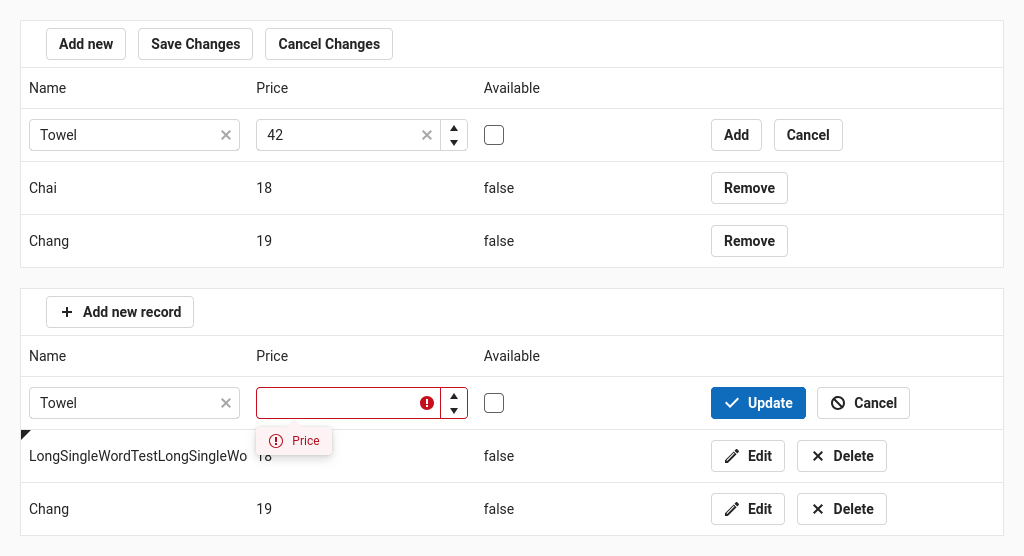 Add new Save Changes Cancel Changes
Name Price Available
Towel 42 Add Cancel
Chai 18 false Remove
Chang 19 false Remove
Add new record
Name Price Available
Towel Update Cancel
Price
LongSingleWordTestLongSingleWo 18 false Edit Delete
Chang 19 false Edit Delete